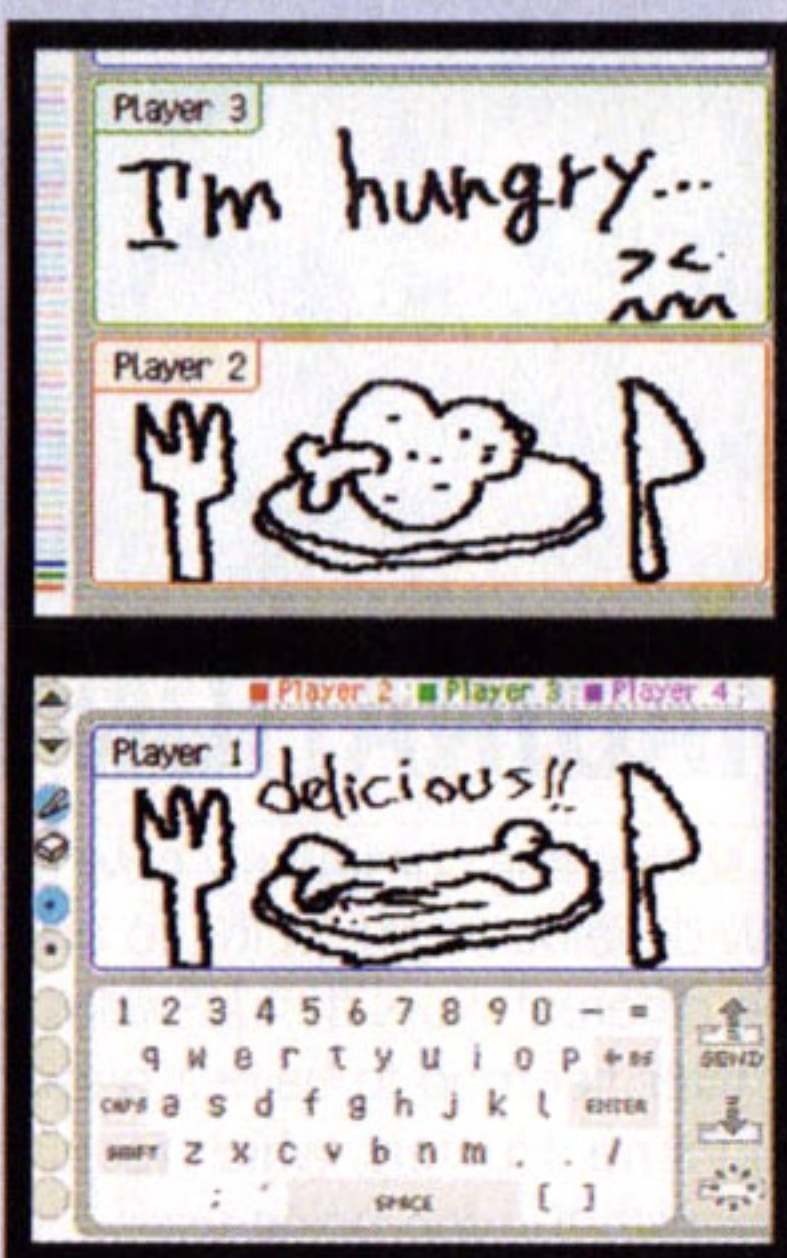 Player 3
I'm hungry...
Player 2
Player 2 Player 3 Player 4
Player 1
delicious!!
1 2 3 4 5 6 7 8 9 0 - =
q w e r t y u i o p ← BS
CAPS a s d f g h j k l ENTER
SHIFT z x c v b n m , . /
; ´ SPACE [ ]
SEND